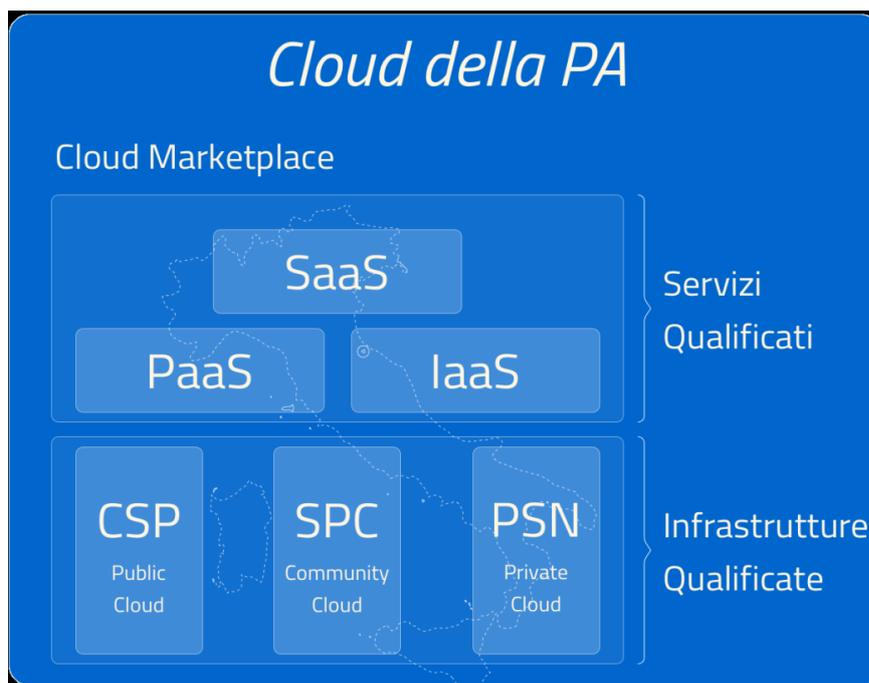 Cloud della PA
Cloud Marketplace
SaaS
PaaS
IaaS
Servizi
Qualificati
CSP
Public
Cloud
SPC
Community
Cloud
PSN
Private
Cloud
Infrastrutture
Qualificate